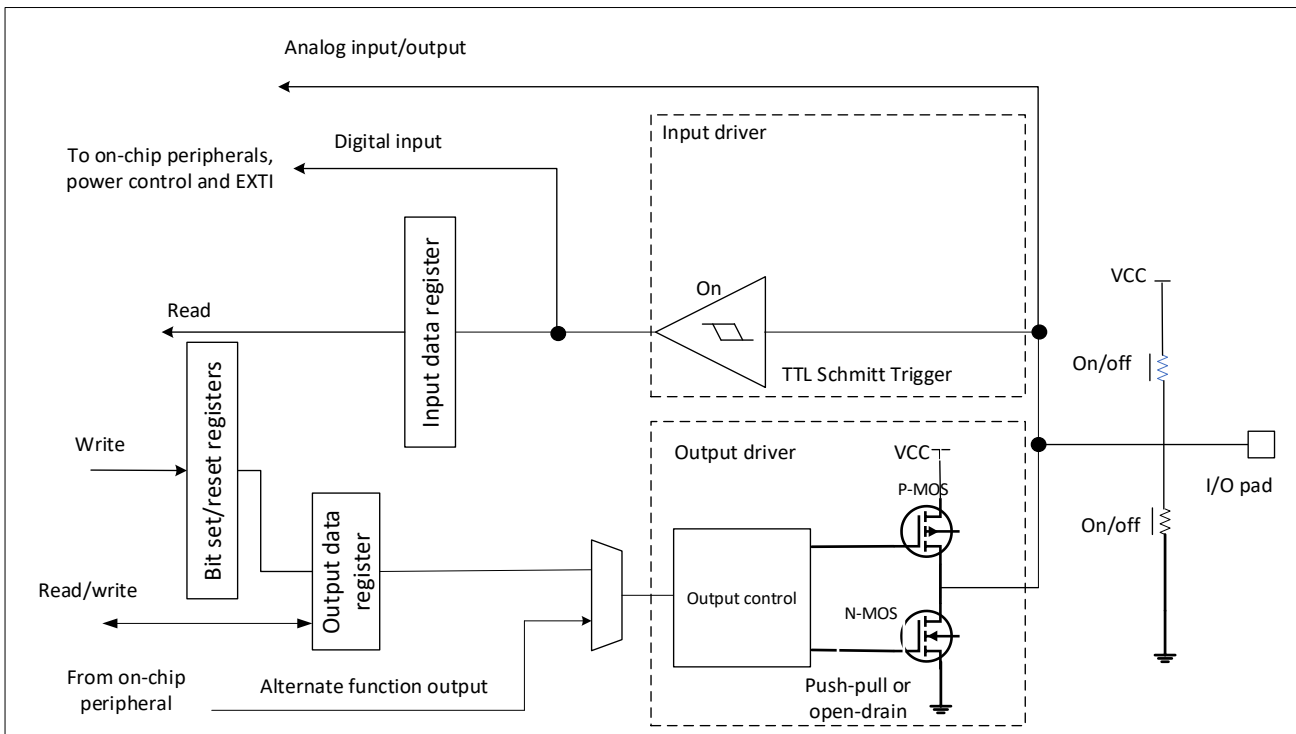 Analog input/output
Digital input
To on-chip peripherals,
power control and EXTI
Input driver
Input data register
On
VCC
Read
TTL Schmitt Trigger
On/off
Bit set/reset registers
Write
Output driver
VCC
P-MOS
I/O pad
On/off
Output data
register
Read/write
Output control
N-MOS
From on-chip
peripheral
Alternate function output
Push-pull or
open-drain